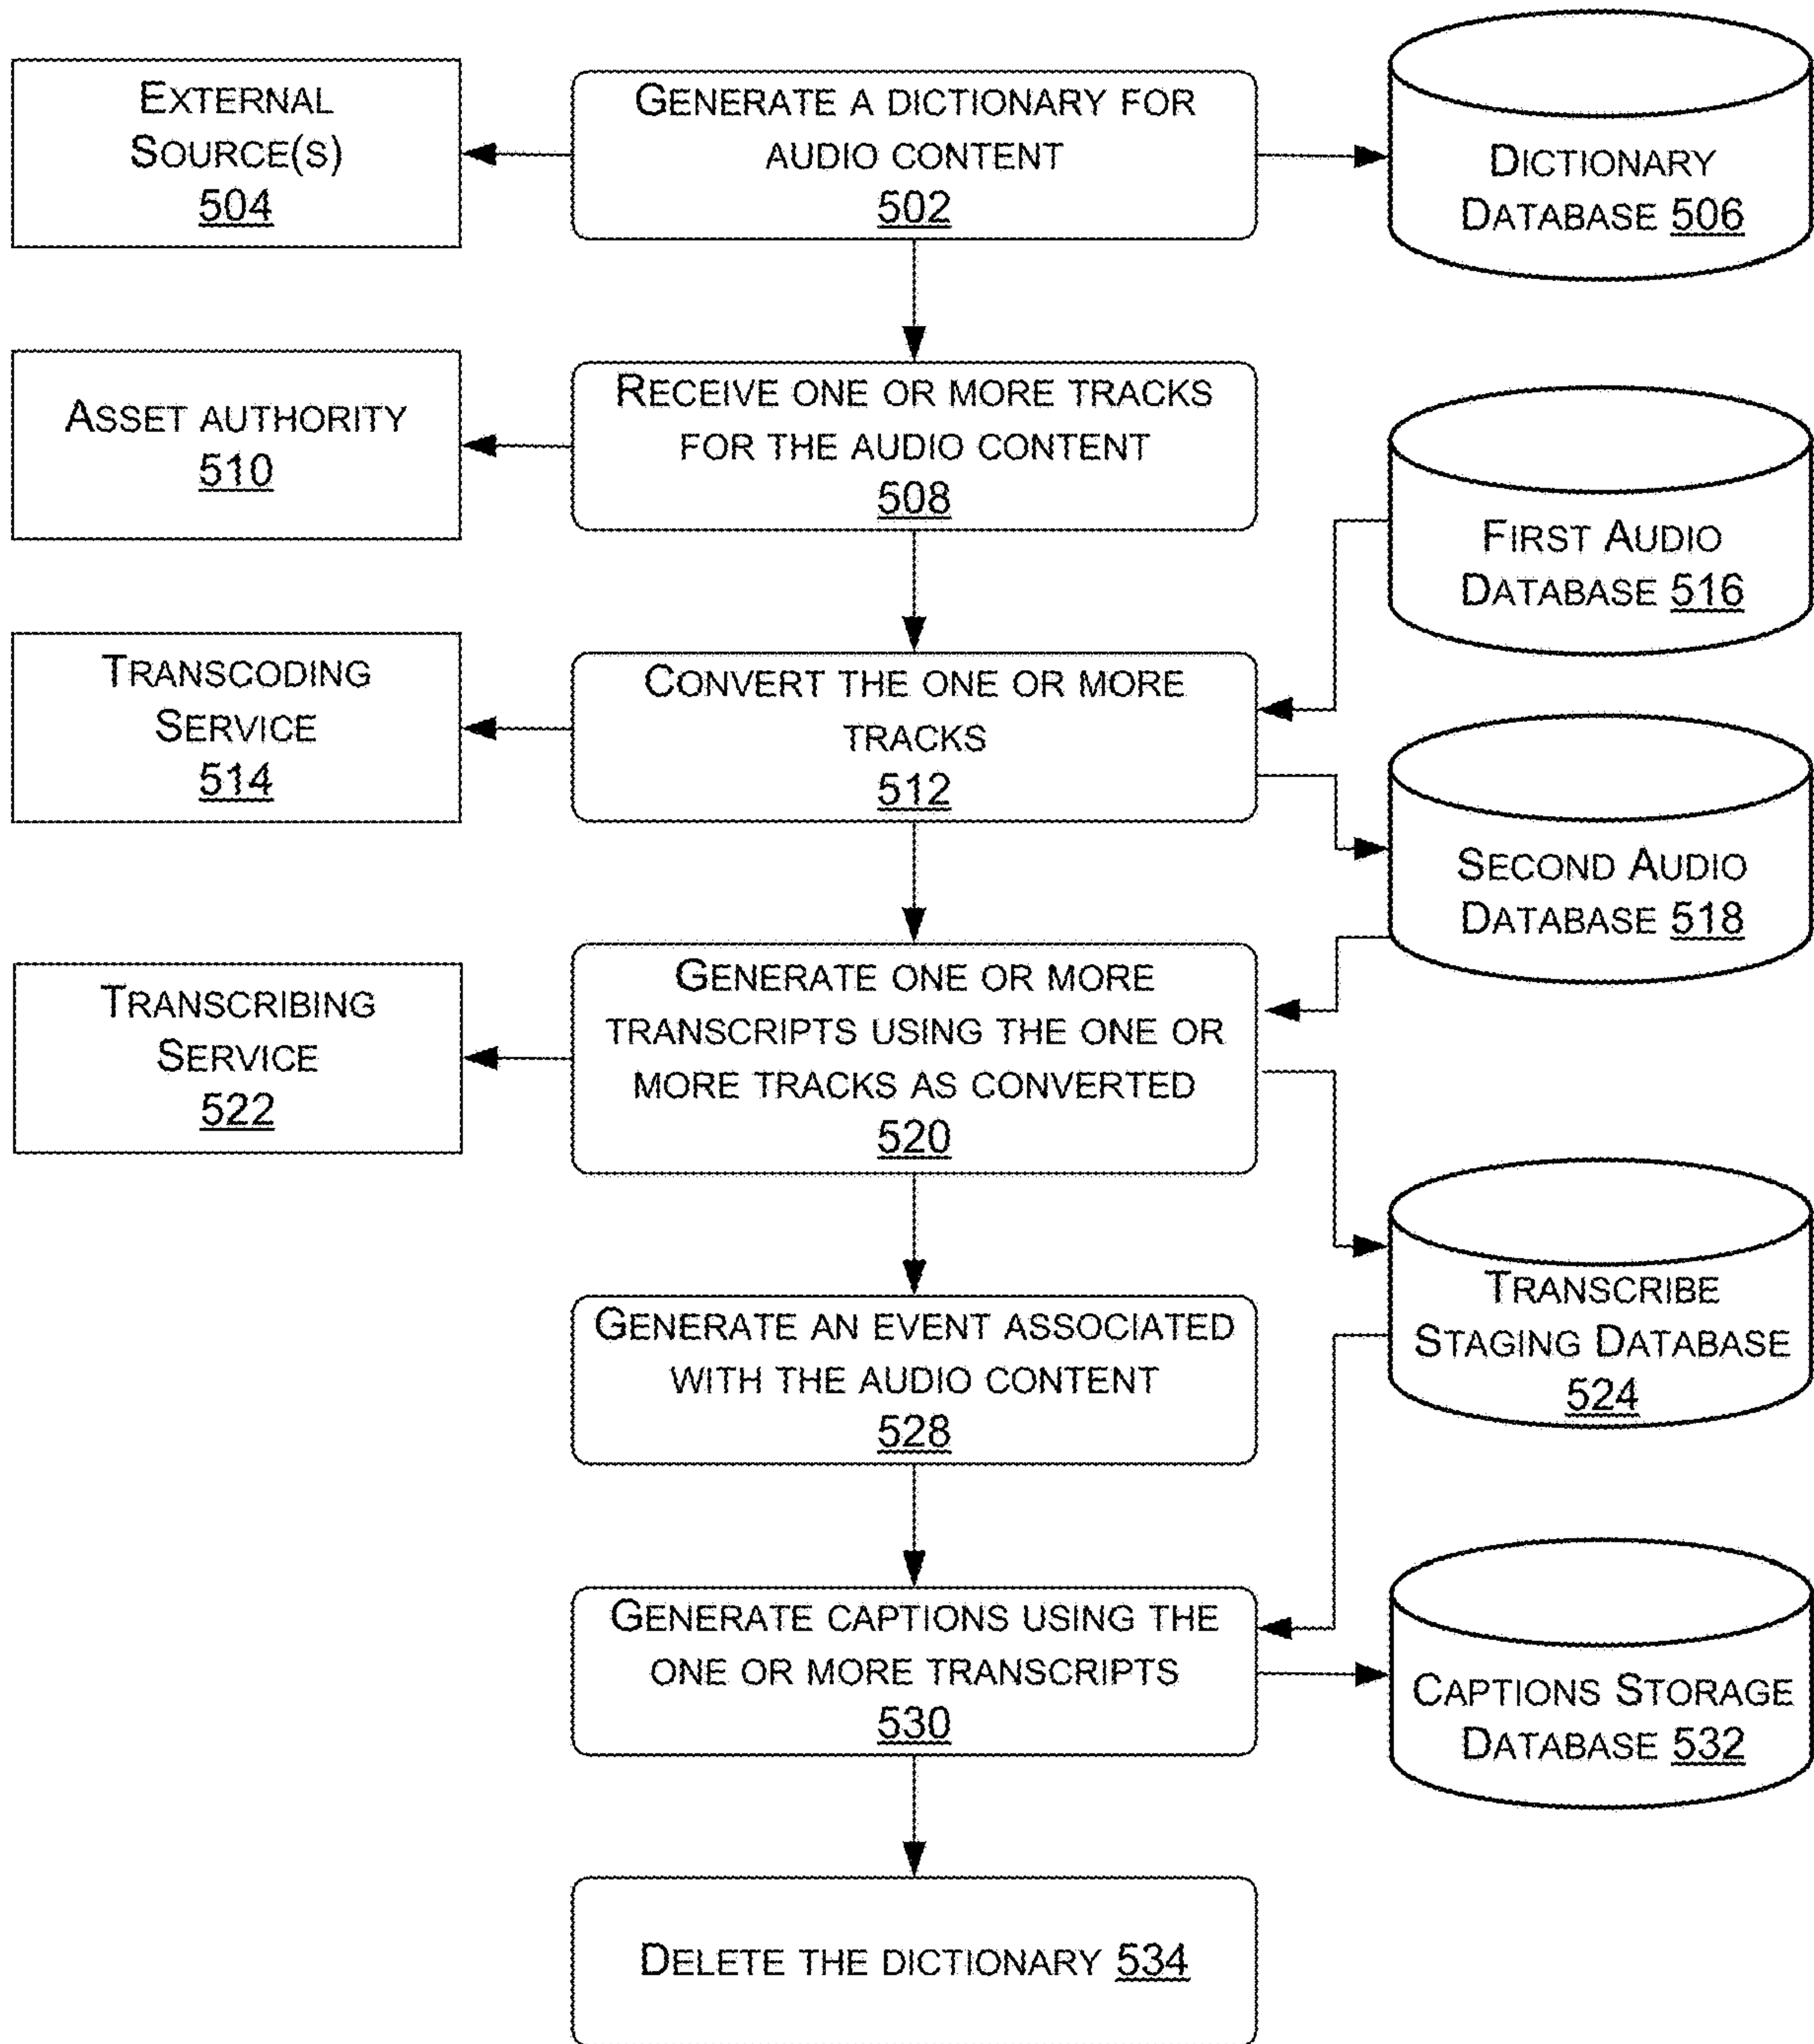 EXTERNAL
SOURCE(S)
504
GENERATE A DICTIONARY FOR
AUDIO CONTENT
502
DICTIONARY
DATABASE 506
ASSET AUTHORITY
510
RECEIVE ONE OR MORE TRACKS
FOR THE AUDIO CONTENT
508
FIRST AUDIO
DATABASE 516
TRANSCODING
SERVICE
514
CONVERT THE ONE OR MORE
TRACKS
512
SECOND AUDIO
DATABASE 518
TRANSCRIBING
SERVICE
522
GENERATE ONE OR MORE
TRANSCRIPTS USING THE ONE OR
MORE TRACKS AS CONVERTED
520
TRANSCRIBE
STAGING DATABASE
524
GENERATE AN EVENT ASSOCIATED
WITH THE AUDIO CONTENT
528
GENERATE CAPTIONS USING THE
ONE OR MORE TRANSCRIPTS
530
CAPTIONS STORAGE
DATABASE 532
DELETE THE DICTIONARY 534